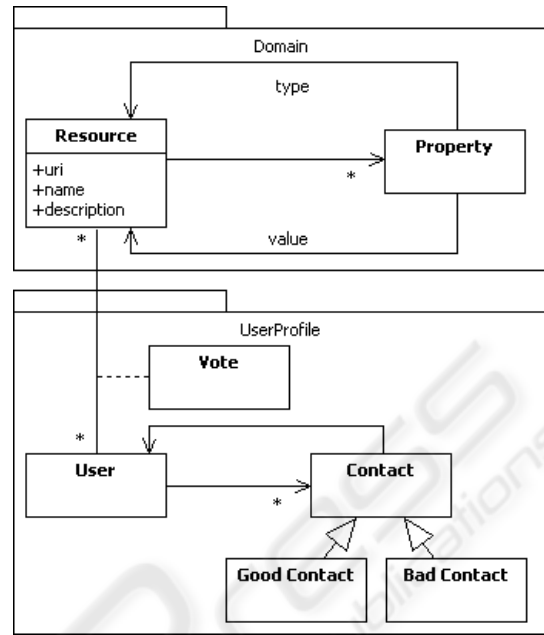 Domain
type
Resource
+uri
+name
+description
*
Property
value
*
UserProfile
Vote
*
User
*
Contact
Good Contact
Bad Contact